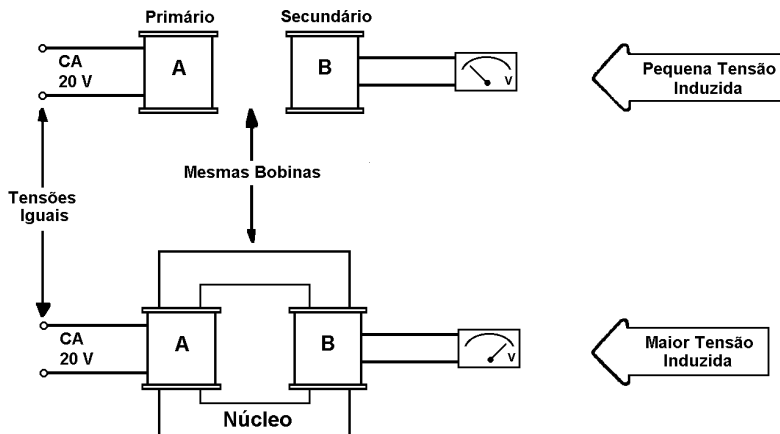 Primário
Secundário
CA
20 V
A
B
V
Pequena Tensão
Induzida
Mesmas Bobinas
Tensões
Iguais
CA
20 V
A
B
V
Maior Tensão
Induzida
Núcleo